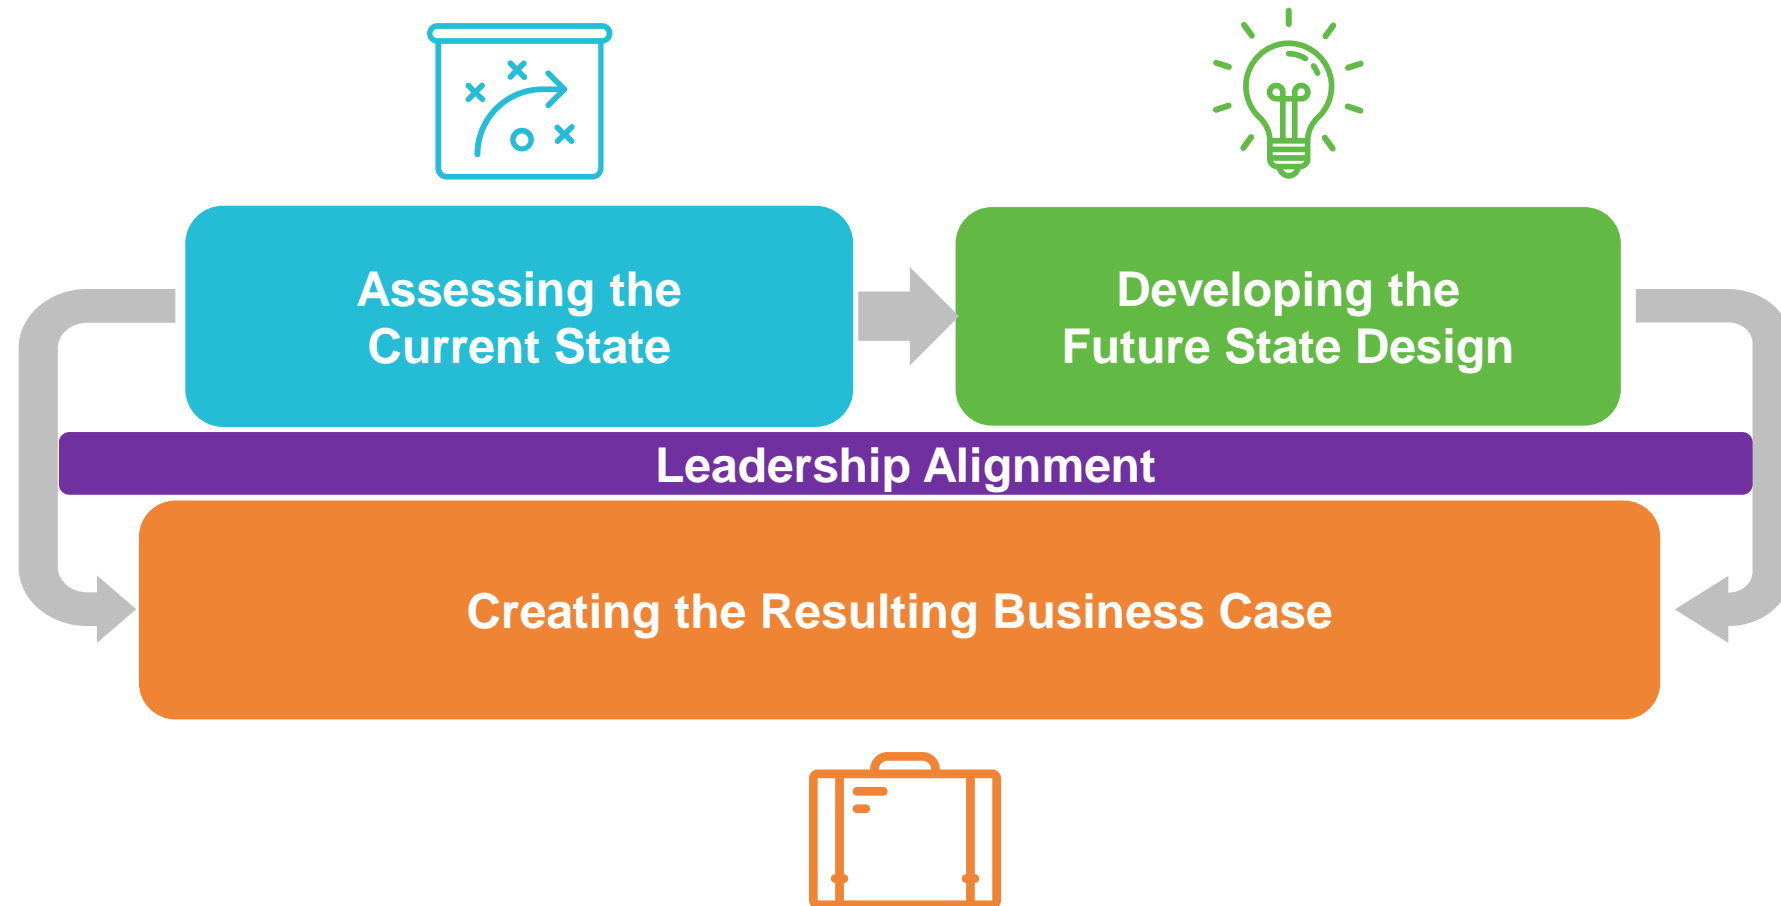 Assessing the
Current State
Developing the
Future State Design
Leadership Alignment
Creating the Resulting Business Case